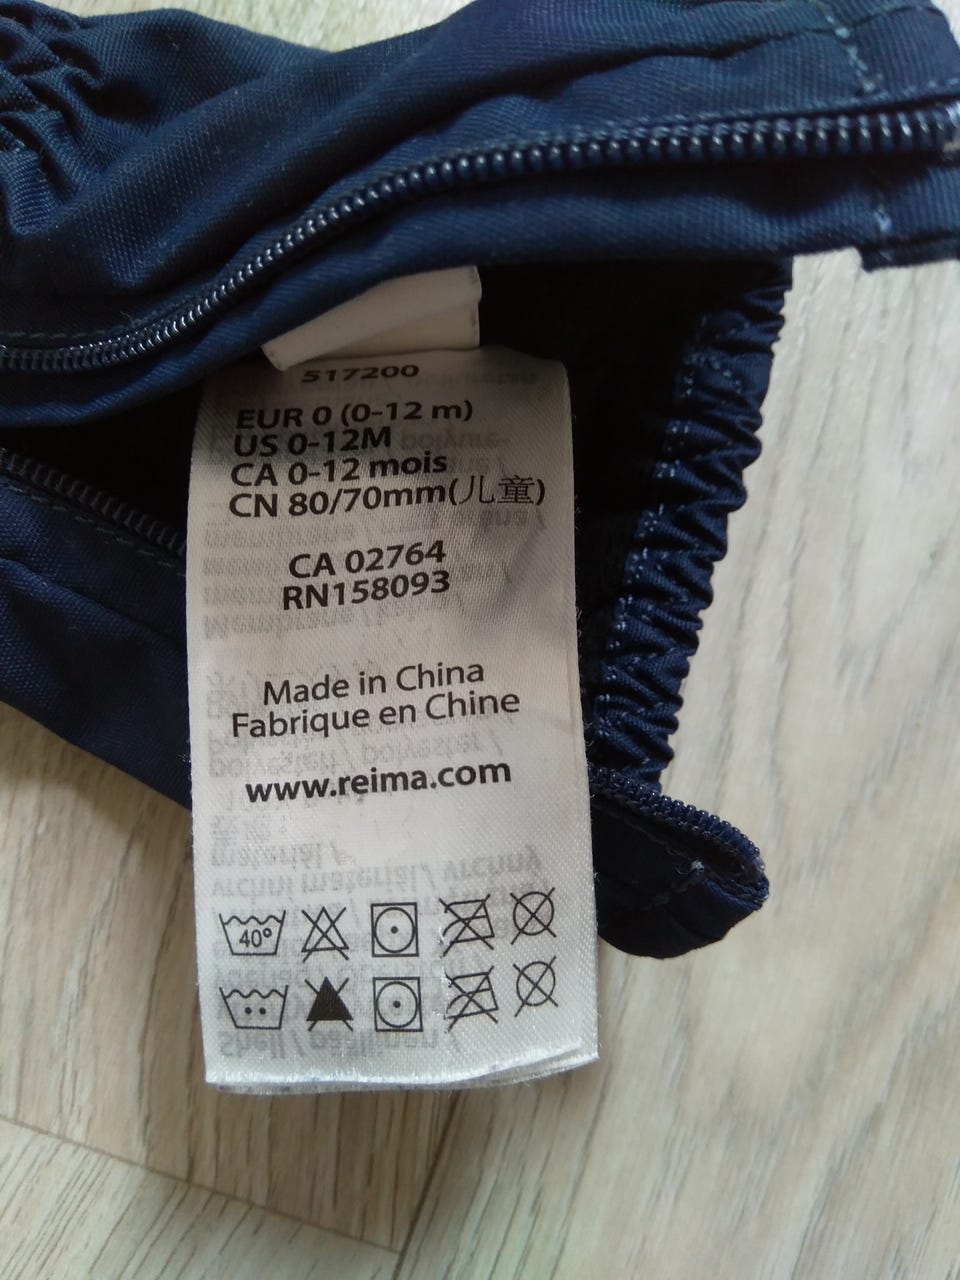 517200
EUR 0 (0-12 m)
US 0-12M
CA 0-12 mois
CN 80/70mm(儿童)
CA 02764
RN158093
Made in China
Fabrique en Chine
www.reima.com
40°